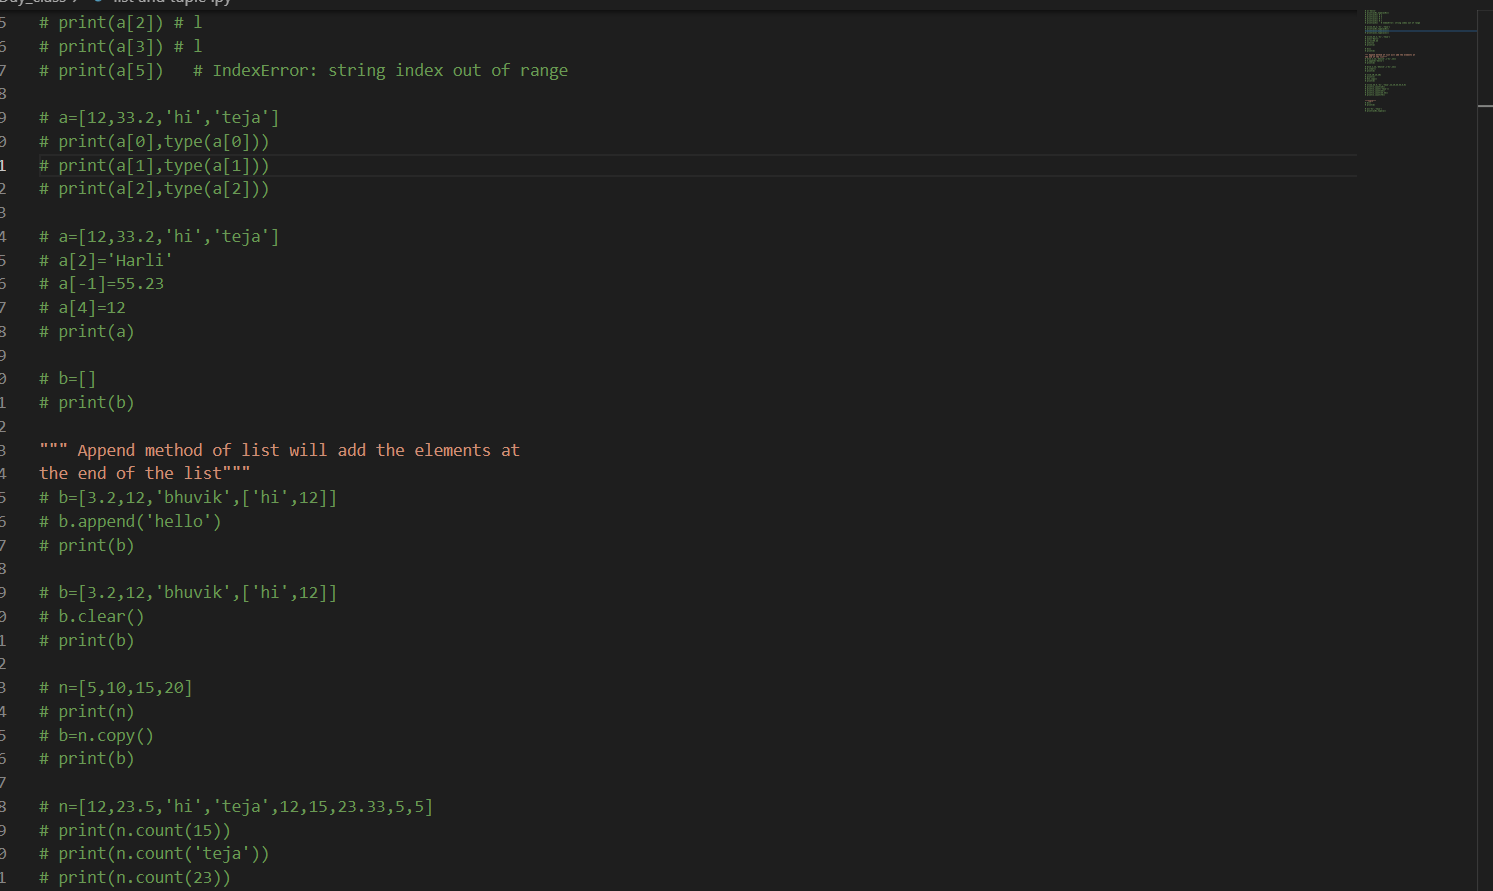 5 # print(a[2]) # l
6 # print(a[3]) # l
7 # print(a[5])   # IndexError: string index out of range
8
9 # a=[12,33.2,'hi','teja']
0 # print(a[0],type(a[0]))
1 # print(a[1],type(a[1]))
2 # print(a[2],type(a[2]))
3
4 # a=[12,33.2,'hi','teja']
5 # a[2]='Harli'
6 # a[-1]=55.23
7 # a[4]=12
8 # print(a)
9
0 # b=[]
1 # print(b)
2
3 """ Append method of list will add the elements at
4 the end of the list"""
5 # b=[3.2,12,'bhuvik',['hi',12]]
6 # b.append('hello')
7 # print(b)
8
9 # b=[3.2,12,'bhuvik',['hi',12]]
0 # b.clear()
1 # print(b)
2
3 # n=[5,10,15,20]
4 # print(n)
5 # b=n.copy()
6 # print(b)
7
8 # n=[12,23.5,'hi','teja',12,15,23.33,5,5]
9 # print(n.count(15))
0 # print(n.count('teja'))
1 # print(n.count(23))